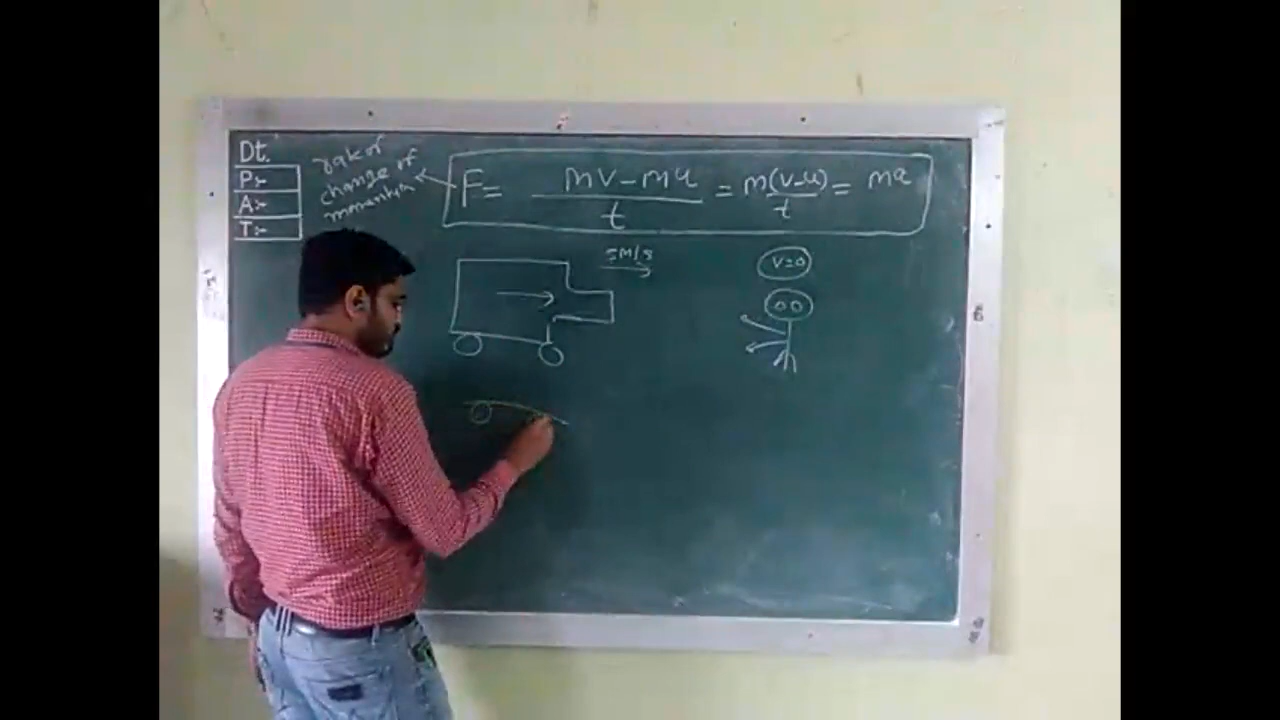 Dt.
P:-
A:-
T:-
rate of
change of
momentum
F = mv - mu / t = m(v-u) / t = ma
5M/S
V=0